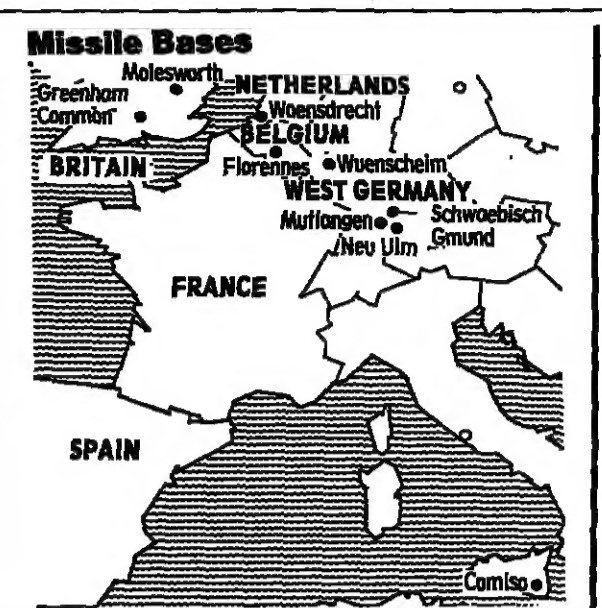 Missile Bases
Molesworth
NETHERLANDS
Greenham
Common
Woensdrecht
BELGIUM
BRITAIN
Florennes
Wuenscheim
WEST GERMANY
Mutlangen
Schwaebisch
Gmund
Neu Ulm
FRANCE
SPAIN
Comiso